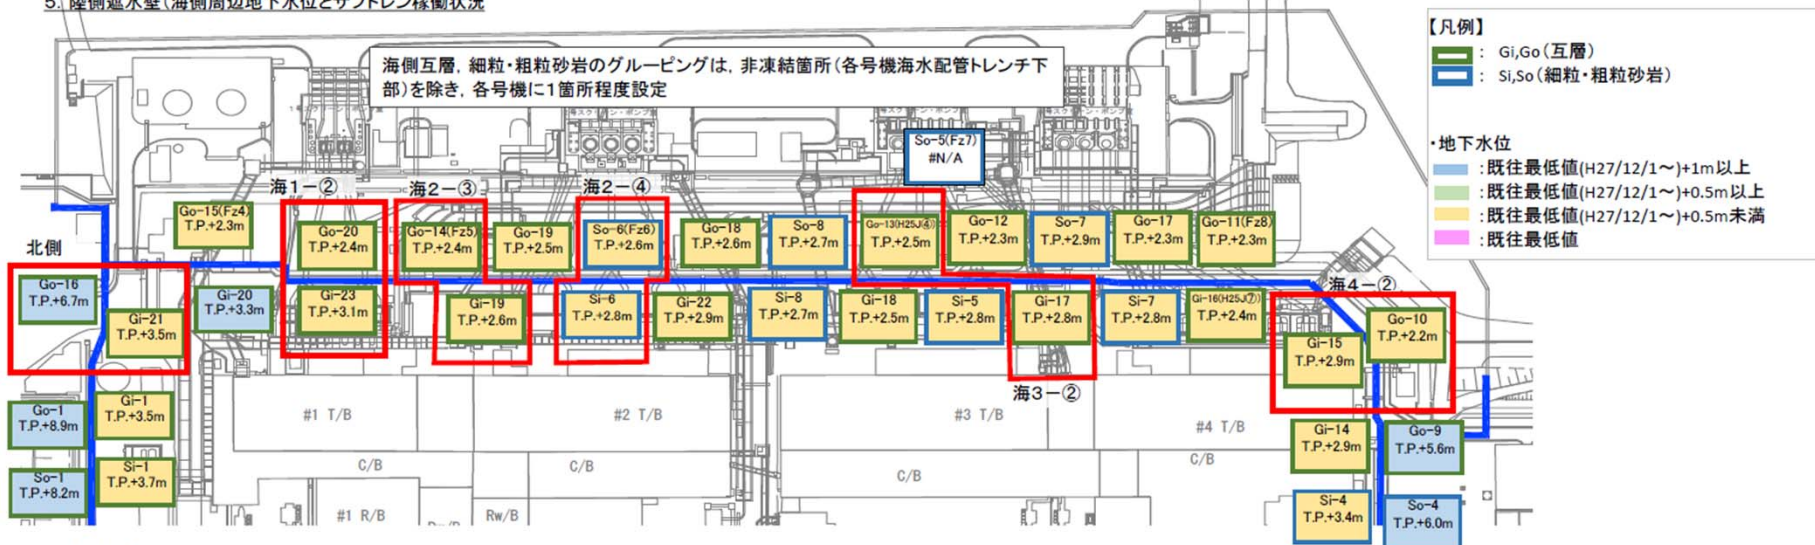 5. 陸側遮水壁(海側周辺地下水位とサブドレン稼働状況
海側互層, 細粒・粗粒砂岩のグルーピングは, 非凍結箇所(各号機海水配管トレンチ下
部)を除き, 各号機に1箇所程度設定
【凡例】
: Gi,Go(互層)
: Si,So(細粒・粗粒砂岩)
・地下水位
:既往最低値(H27/12/1~)+1m以上
:既往最低値(H27/12/1~)+0.5m以上
:既往最低値(H27/12/1~)+0.5m未満
:既往最低値
So-5(Fz7)
#N/A
海1-②
海2-③
海2-④
Go-15(Fz4)
T.P.+2.3m
Go-20
T.P.+2.4m
Go-14(Fz5)
T.P.+2.4m
Go-19
T.P.+2.5m
So-6(Fz6)
T.P.+2.6m
Go-18
T.P.+2.6m
So-8
T.P.+2.7m
Go-13(H25J④)
T.P.+2.5m
Go-12
T.P.+2.3m
So-7
T.P.+2.9m
Go-17
T.P.+2.3m
Go-11(Fz8)
T.P.+2.3m
北側
Go-16
T.P.+6.7m
Gi-21
T.P.+3.5m
Gi-20
T.P.+3.3m
Gi-23
T.P.+3.1m
Gi-19
T.P.+2.6m
Si-6
T.P.+2.8m
Gi-22
T.P.+2.9m
Si-8
T.P.+2.7m
Gi-18
T.P.+2.5m
Si-5
T.P.+2.8m
Gi-17
T.P.+2.8m
Si-7
T.P.+2.8m
Gi-16(H25J⑦)
T.P.+2.4m
海4-②
Gi-15
T.P.+2.9m
Go-10
T.P.+2.2m
海3-②
Go-1
T.P.+8.9m
Gi-1
T.P.+3.5m
#1 T/B
#2 T/B
#3 T/B
#4 T/B
Gi-14
T.P.+2.9m
Go-9
T.P.+5.6m
So-1
T.P.+8.2m
Si-1
T.P.+3.7m
C/B
C/B
C/B
C/B
#1 R/B
Rw/B
Si-4
T.P.+3.4m
So-4
T.P.+6.0m